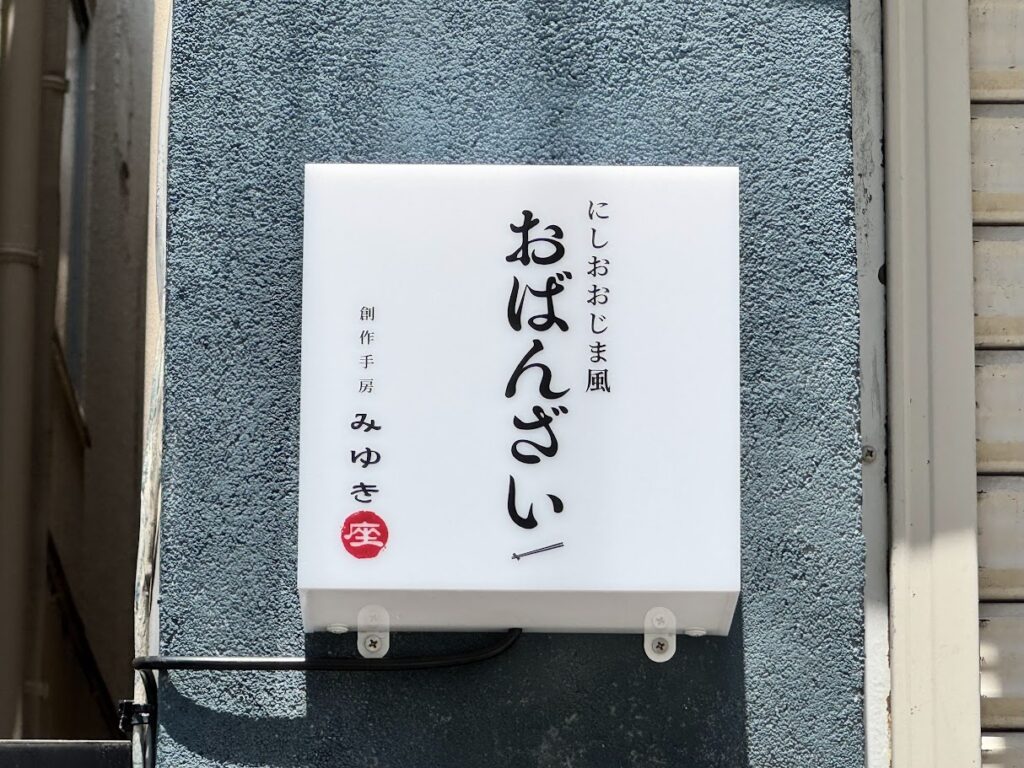 にしおおじま風
おばんざい
創作手房 みゆき座